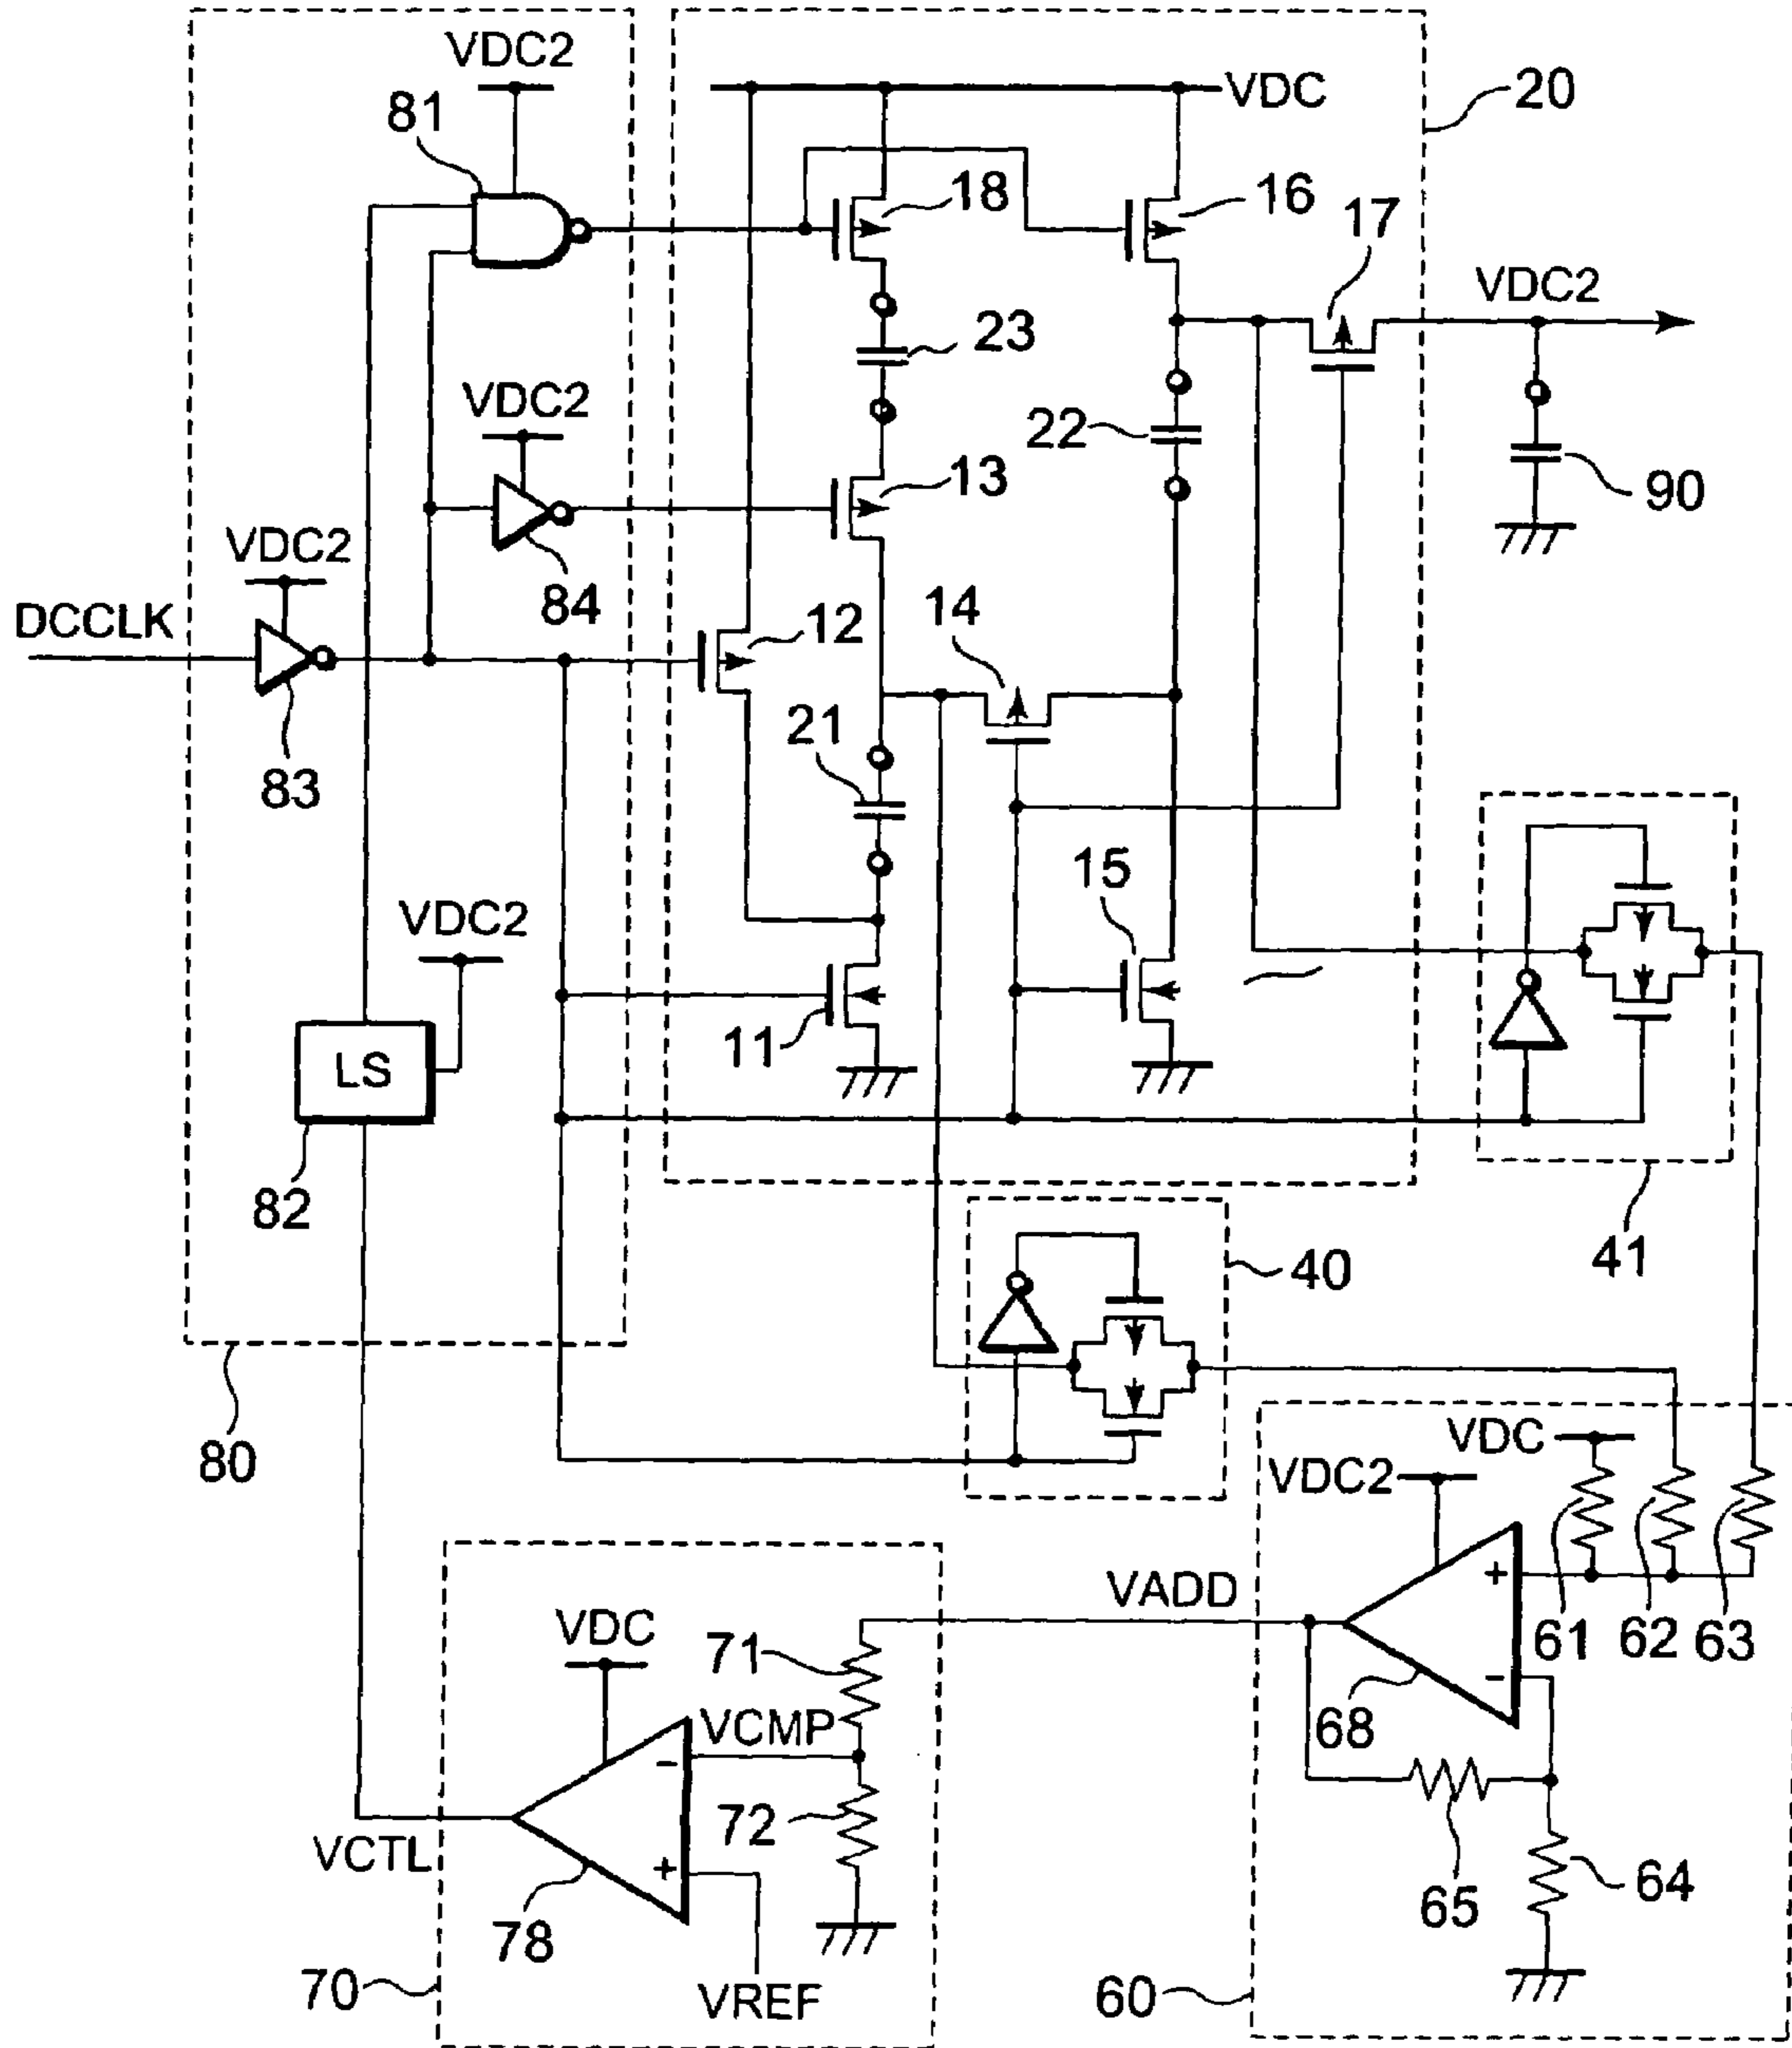 VDC2
81
VDC
20
18
16
17
VDC2
23
VDC2
22
13
90
VDC2
84
DCCLK
12
14
83
21
15
VDC2
11
LS
82
41
40
80
VDC
VDC2
VADD
61
62
63
VDC
71
68
VCMP
72
VCTL
64
65
78
70
VREF
60
+
-
-
+